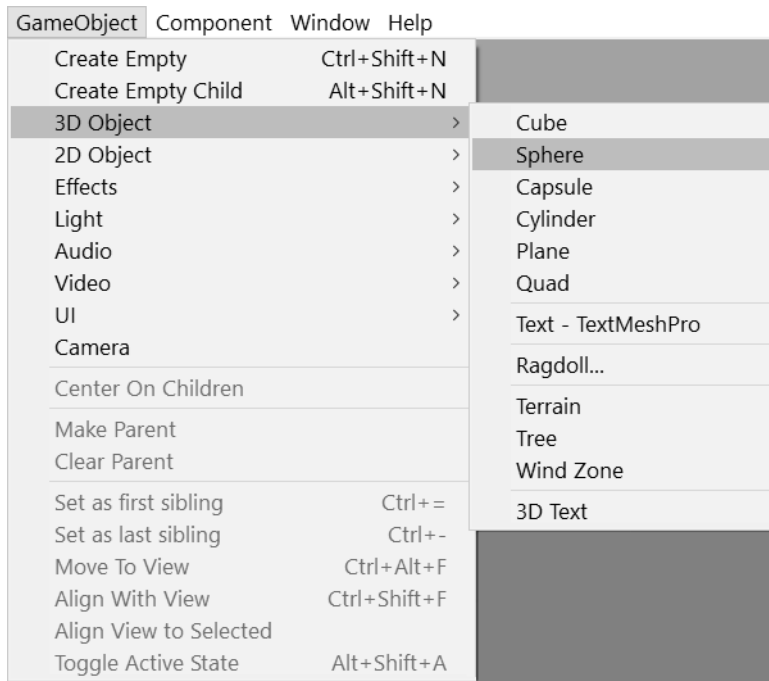 GameObject Component Window Help
Create Empty Ctrl+Shift+N
Create Empty Child Alt+Shift+N
3D Object >
2D Object >
Effects >
Light >
Audio >
Video >
UI >
Camera
Center On Children
Make Parent
Clear Parent
Set as first sibling Ctrl+=
Set as last sibling Ctrl+-
Move To View Ctrl+Alt+F
Align With View Ctrl+Shift+F
Align View to Selected
Toggle Active State Alt+Shift+A
Cube
Sphere
Capsule
Cylinder
Plane
Quad
Text - TextMeshPro
Ragdoll...
Terrain
Tree
Wind Zone
3D Text